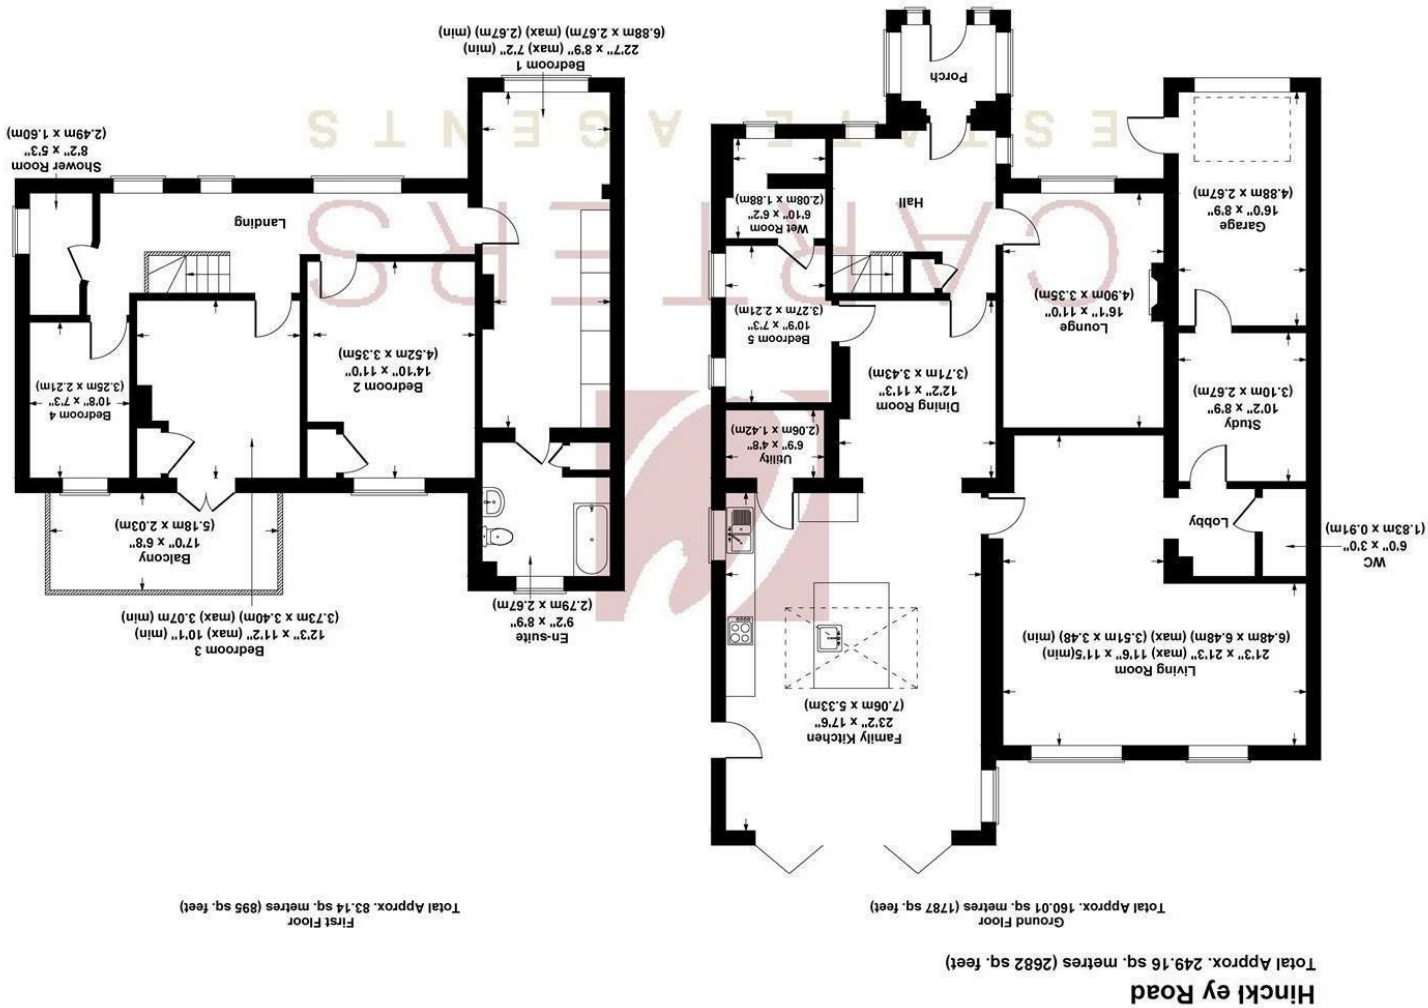 Hinckley Road
Total Approx. 249.16 sq. metres (2682 sq. feet)
Ground Floor
Total Approx. 160.01 sq. metres (1787 sq. feet)
First Floor
Total Approx. 83.14 sq. metres (895 sq. feet)
Family Kitchen
23'2" x 17'6"
(7.06m x 5.33m)
Living Room
21'3" x 21'3" (max) 11'6" x 11'5"(min)
(6.48m x 6.48m) (max) (3.51m x 3.48) (min)
WC
6'0" x 3'0"
(1.83m x 0.91m)
Lobby
Study
10'2" x 8'9"
(3.10m x 2.67m)
Utility
6'9" x 4'8"
(2.06m x 1.42m)
Dining Room
12'2" x 11'3"
(3.71m x 3.43m)
Bedroom 5
10'9" x 7'3"
(3.27m x 2.21m)
Lounge
16'1" x 11'0"
(4.90m x 3.35m)
Garage
16'0" x 8'9"
(4.88m x 2.67m)
Wet Room
6'10" x 6'2"
(2.08m x 1.88m)
Hall
Porch
Bedroom 3
12'3" x 11'2" (max) 10'1" (min)
(3.73m x 3.40m) (max) 3.07m (min)
Balcony
17'0" x 6'8"
(5.18m x 2.03m)
En-suite
9'2" x 8'9"
(2.79m x 2.67m)
Bedroom 4
10'8" x 7'3"
(3.25m x 2.21m)
Bedroom 2
14'10" x 11'0"
(4.52m x 3.35m)
Landing
Shower Room
8'2" x 5'3"
(2.49m x 1.60m)
Bedroom 1
22'7" x 8'9" (max) 7'2" (min)
(6.88m x 2.67m) (max) (2.67m) (min)
CARTERS
ESTATE AGENTS